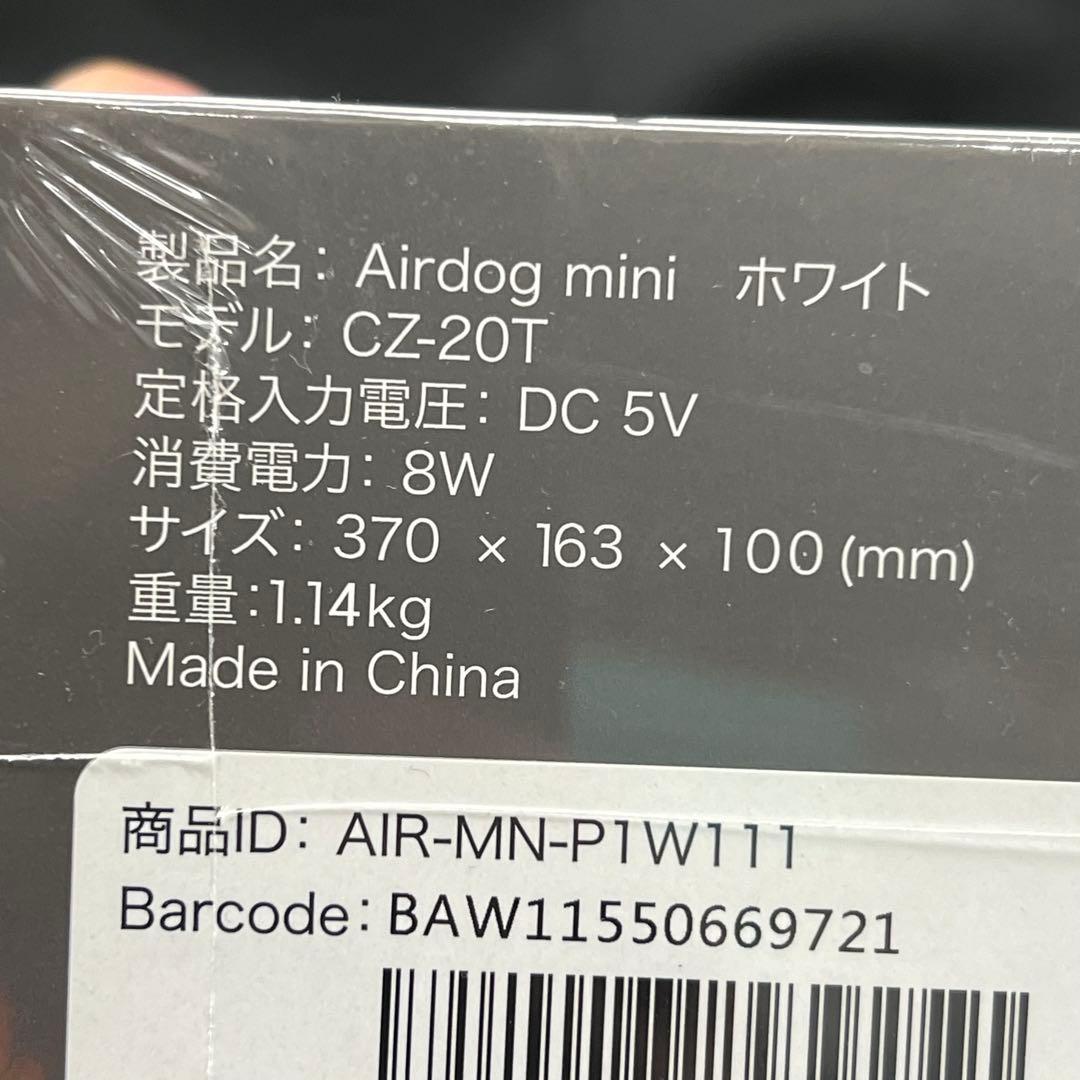 製品名: Airdog mini ホワイト
モデル: CZ-20T
定格入力電圧: DC 5V
消費電力: 8W
サイズ: 370 × 163 × 100 (mm)
重量:1.14kg
Made in China
商品ID: AIR-MN-P1W111
Barcode: BAW11550669721